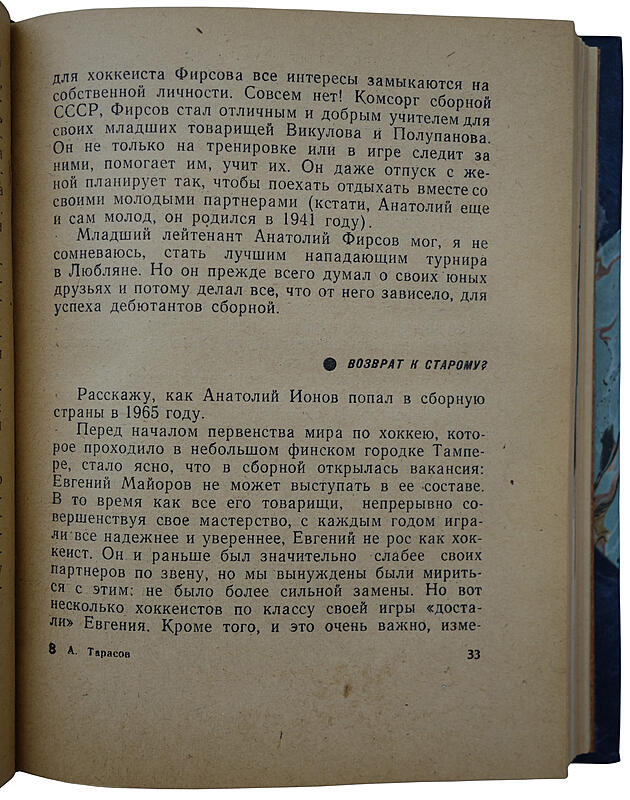 для хоккеиста Фирсова все интересы замыкаются на
собственной личности. Совсем нет! Комсорг сборной
СССР, Фирсов стал отличным и добрым учителем для
своих младших товарищей Викулова и Полупанова.
Он не только на тренировке или в игре следит за
ними, помогает им, учит их. Он даже отпуск с же-
ной планирует так, чтобы поехать отдыхать вместе со
своими молодыми партнерами (кстати, Анатолий еще
и сам молод, он родился в 1941 году).
Младший лейтенант Анатолий Фирсов мог, я не
сомневаюсь, стать лучшим нападающим турнира
в Любляне. Но он прежде всего думал о своих юных
друзьях и потому делал все, что от него зависело, для
успеха дебютантов сборной.
ВОЗВРАТ К СТАРОМУ?
Расскажу, как Анатолий Ионов попал в сборную
страны в 1965 году.
Перед началом первенства мира по хоккею, кото-
рое проходило в небольшом финском городке Тампе-
ре, стало ясно, что в сборной открылась вакансия:
Евгений Майоров не может выступать в ее составе.
В то время как все его товарищи, непрерывно со-
вершенствуя свое мастерство, с каждым годом игра-
ли все надежнее и увереннее, Евгений не рос как хок-
кеист. Он и раньше был значительно слабее своих
партнеров по звену, но мы вынуждены были мирить-
ся с этим: не было более сильной замены. Но вот
несколько хоккеистов по классу своей игры «доста-
ли» Евгения. Кроме того, и это очень важно, изме-
8 А. Тарасов 33